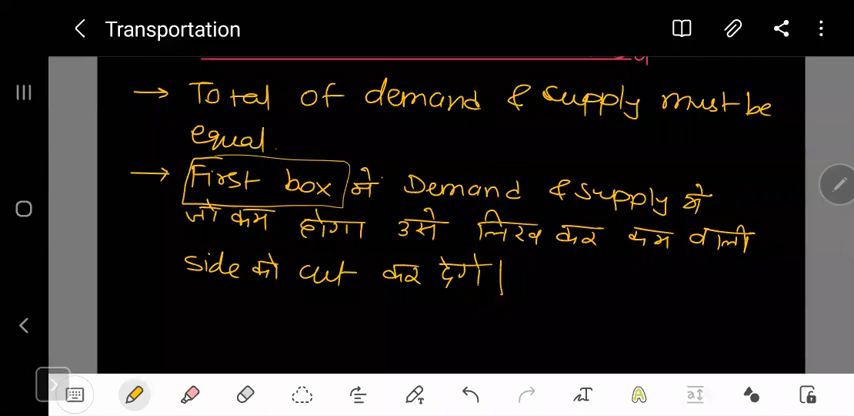 Transportation
→ Total of demand & supply must be
equal.
→ First box में Demand & supply में
जो कम होगा उसे लिख कर कम वाली
side को cut कर देगे।